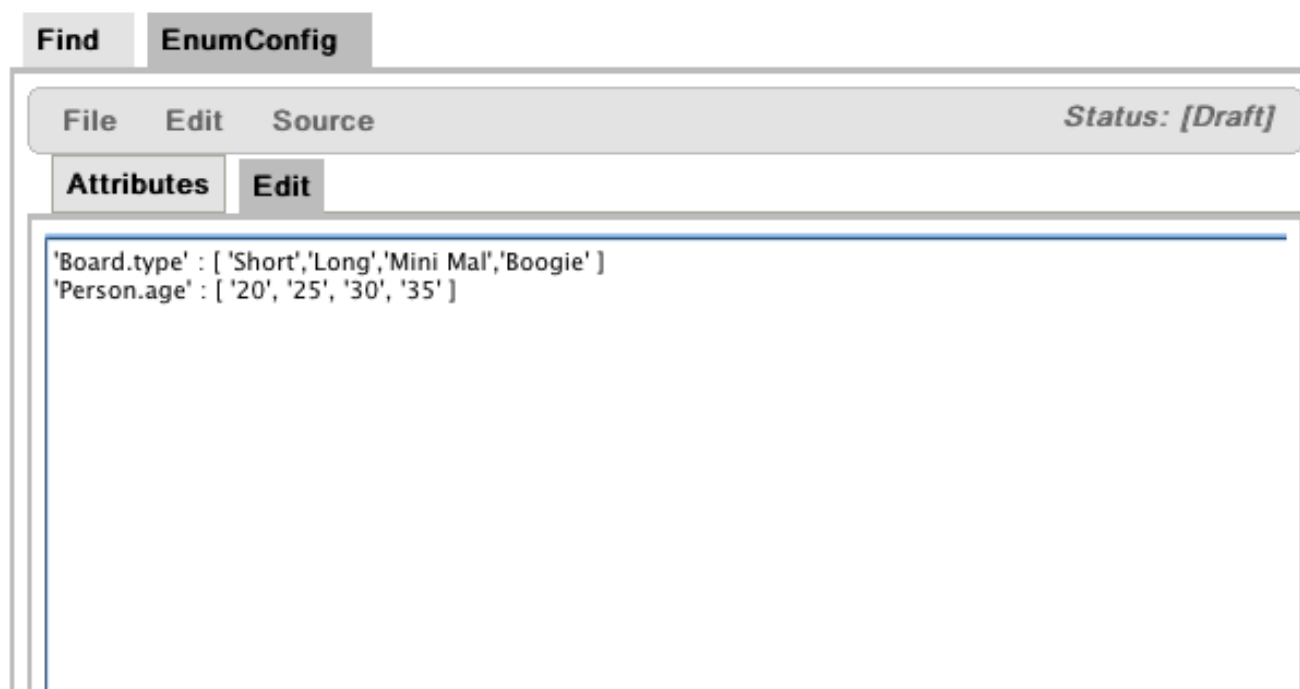 Find EnumConfig
File Edit Source Status: [Draft]
Attributes Edit
'Board.type' : [ 'Short','Long','Mini Mal','Boogie' ]
'Person.age' : [ '20', '25', '30', '35' ]